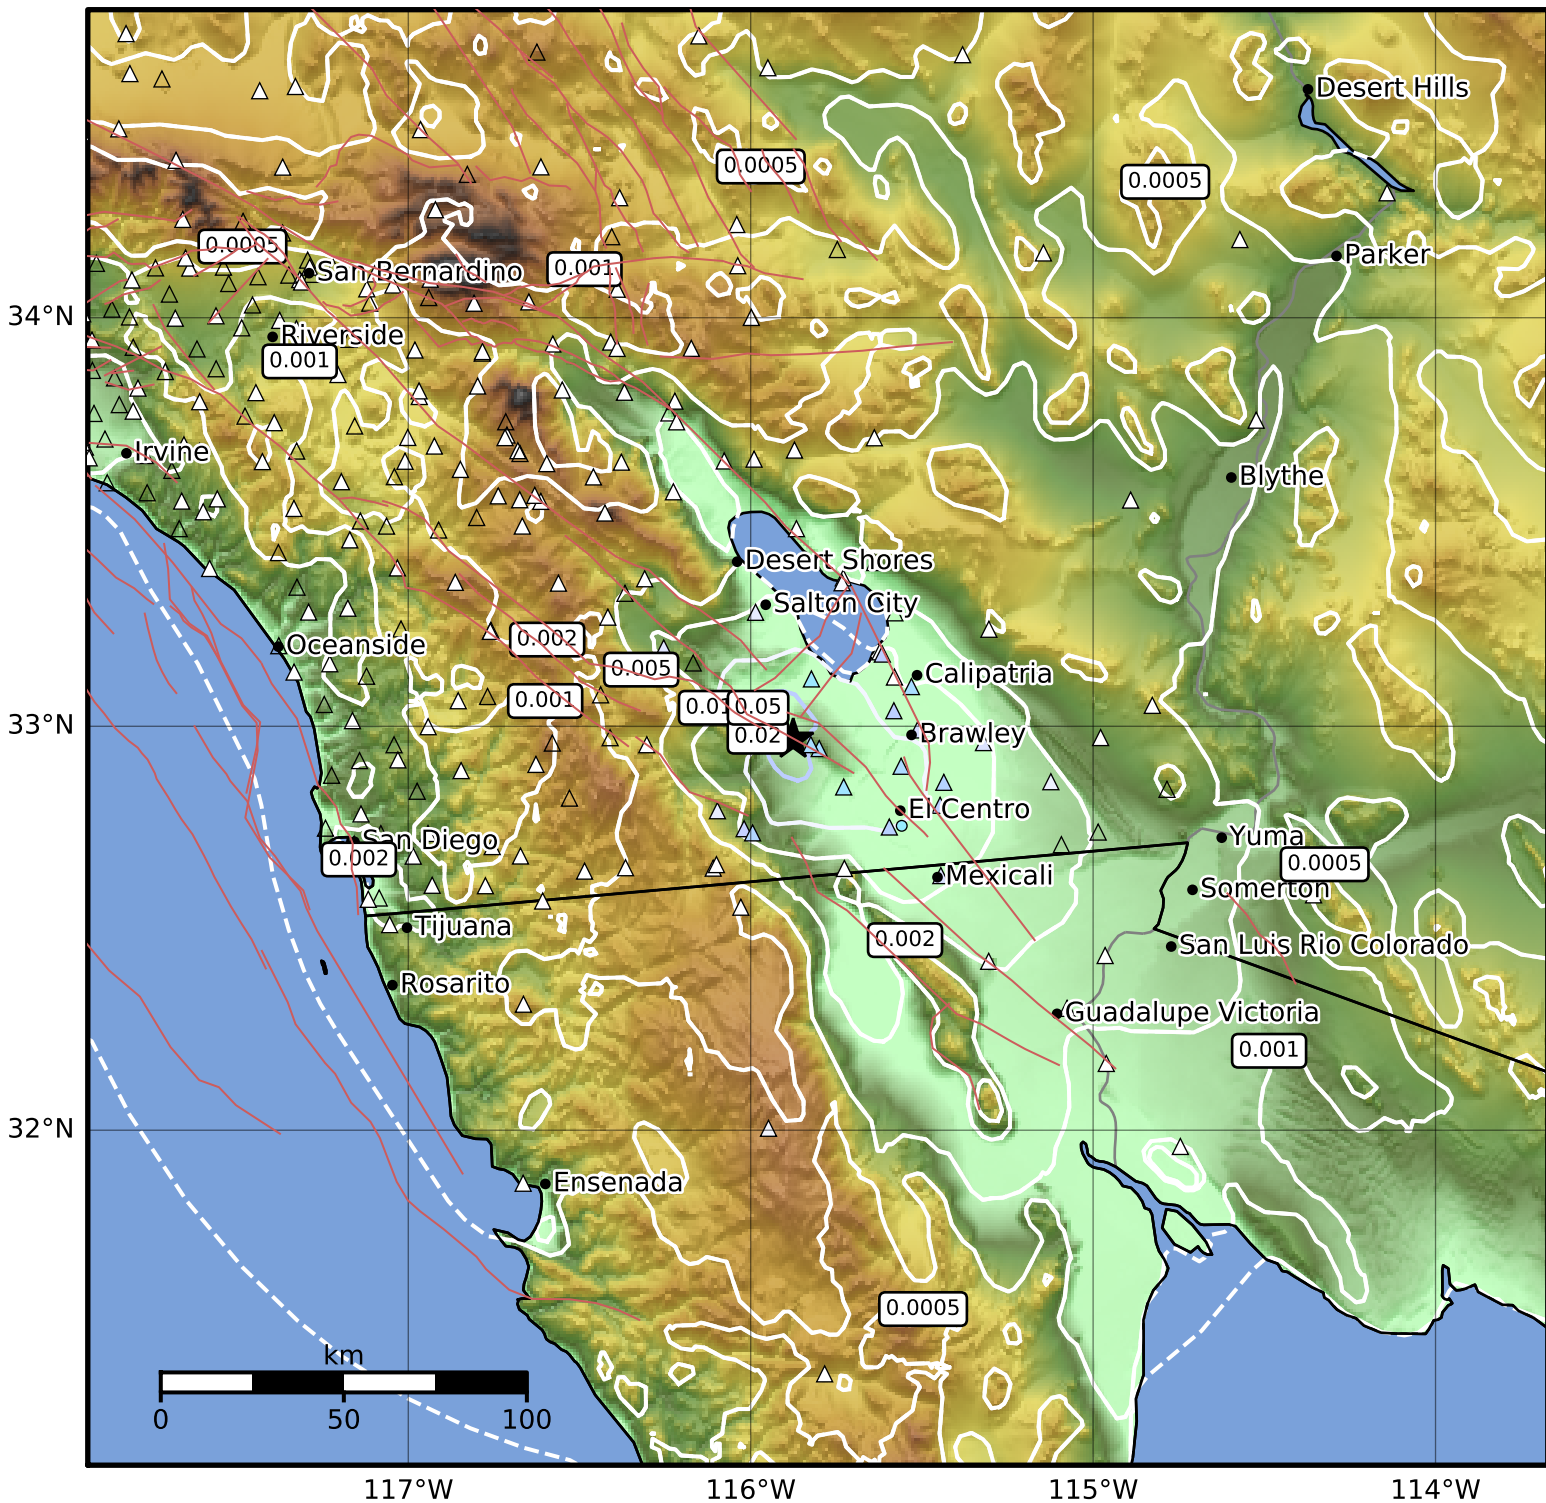 Desert Hills
0.0005
0.0005
0.0005
San Bernardino
0.001
Parker
34°N
Riverside
0.001
Irvine
Blythe
Desert Shores
Salton City
0.002
Oceanside
0.005
Calipatria
0.001
0.05
33°N
0.02
Brawley
El Centro
San Diego
Yuma
0.002
0.0005
Mexicali
Somerton
Tijuana
0.002
San Luis Rio Colorado
Rosarito
Guadalupe Victoria
0.001
32°N
Ensenada
0.0005
km
0 50 100
117°W 116°W 115°W 114°W